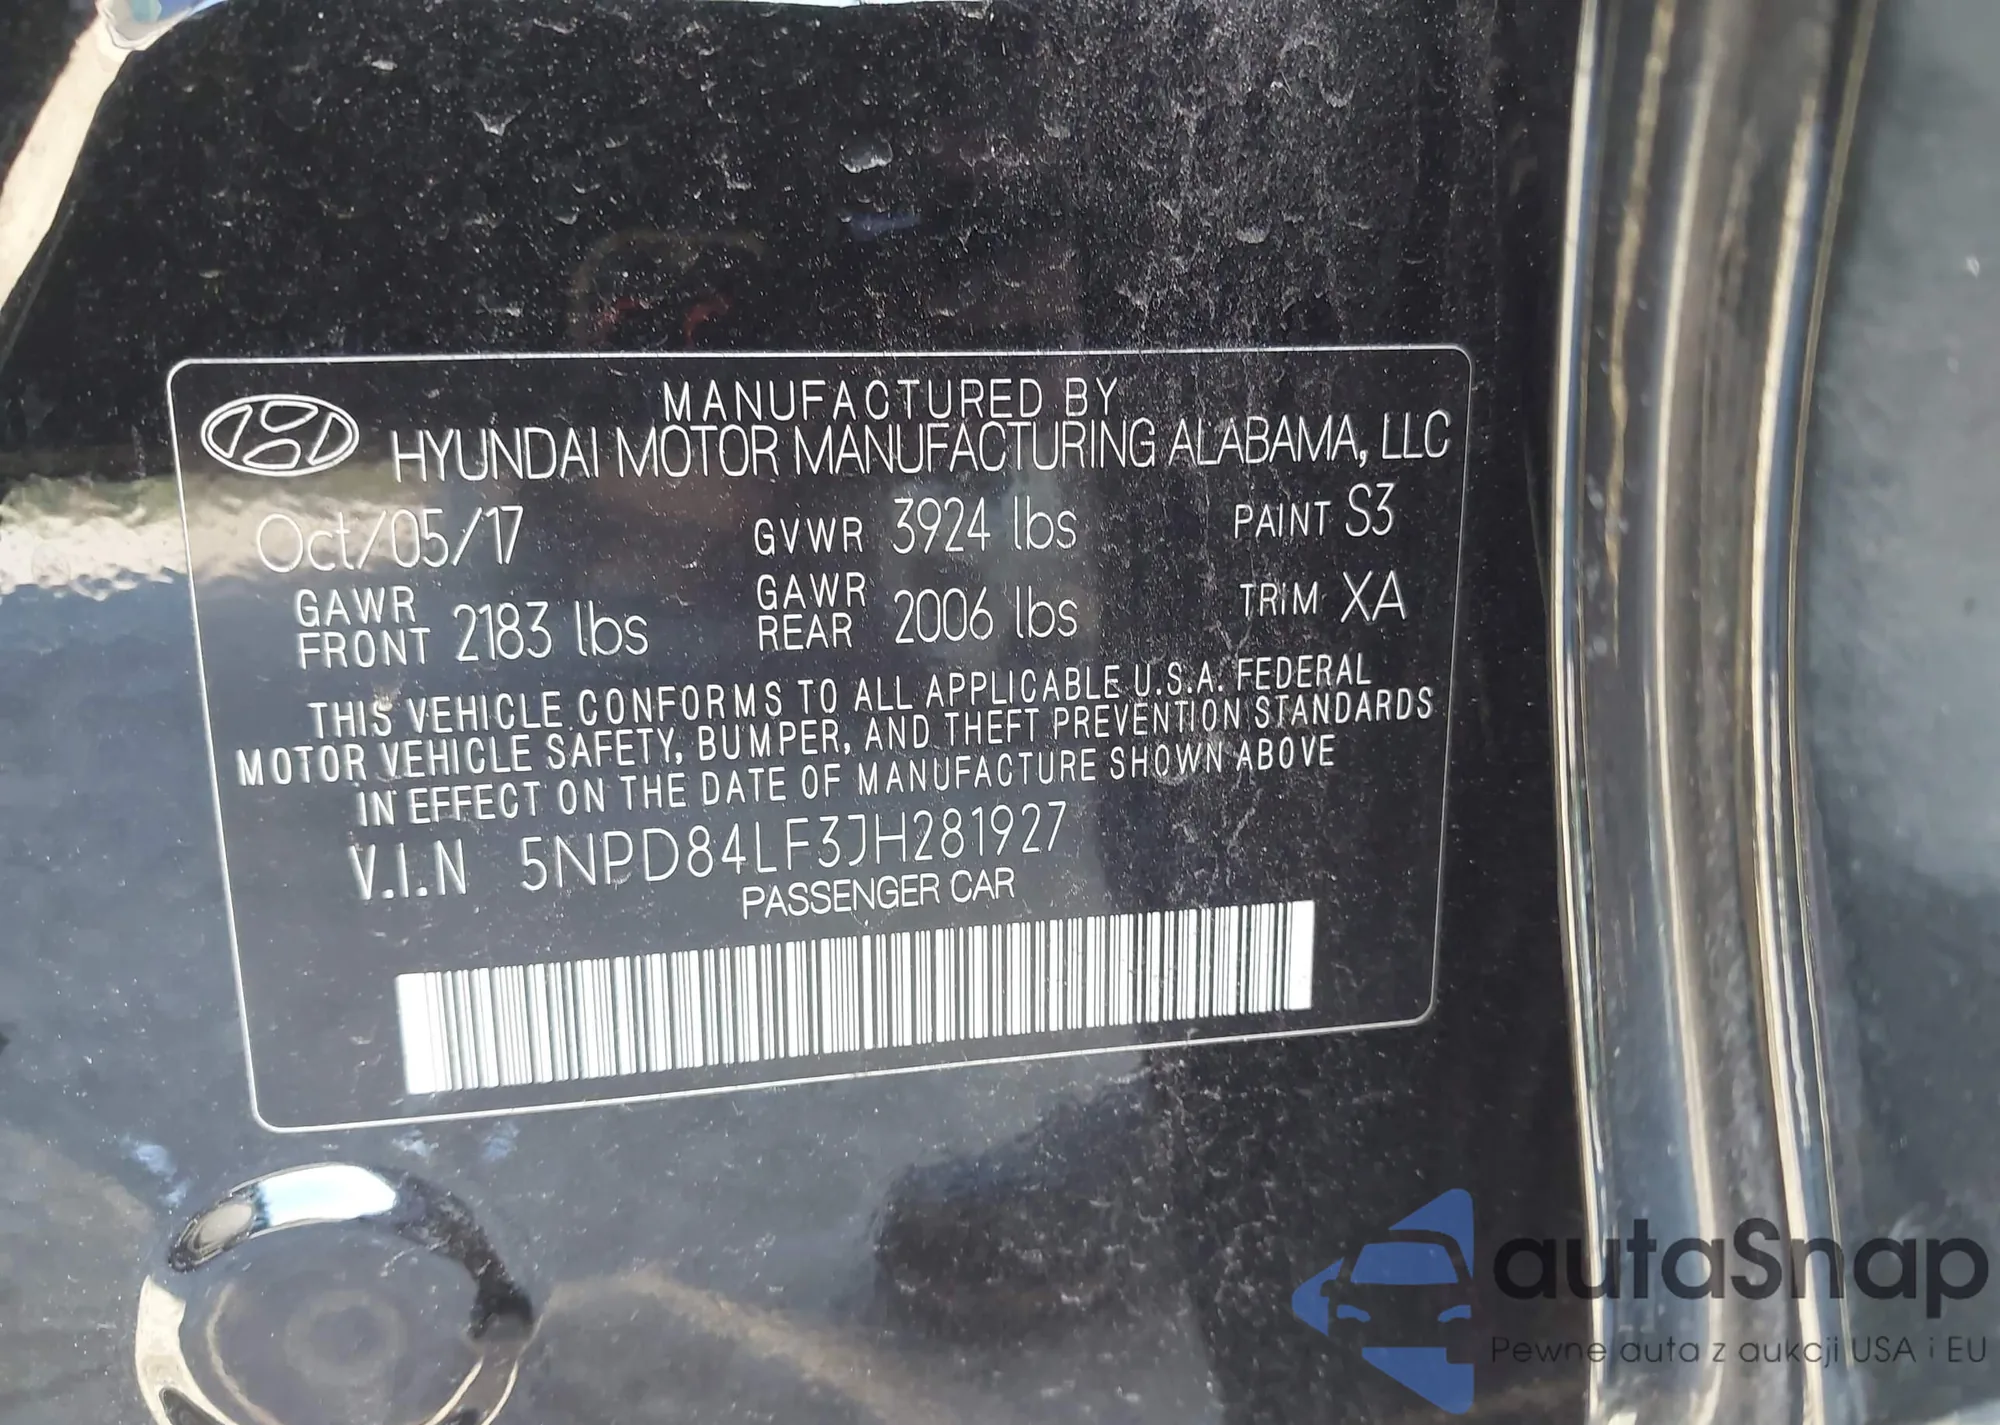 MANUFACTURED BY
HYUNDAI MOTOR MANUFACTURING ALABAMA, LLC
Oct/05/17 GVWR 3924 lbs PAINT S3
GAWR FRONT 2183 lbs GAWR REAR 2006 lbs TRIM XA
THIS VEHICLE CONFORMS TO ALL APPLICABLE U.S.A. FEDERAL
MOTOR VEHICLE SAFETY, BUMPER, AND THEFT PREVENTION STANDARDS
IN EFFECT ON THE DATE OF MANUFACTURE SHOWN ABOVE
V.I.N 5NPD84LF3JH281927
PASSENGER CAR
autaSnap
Pewne auta z aukcji USA i EU